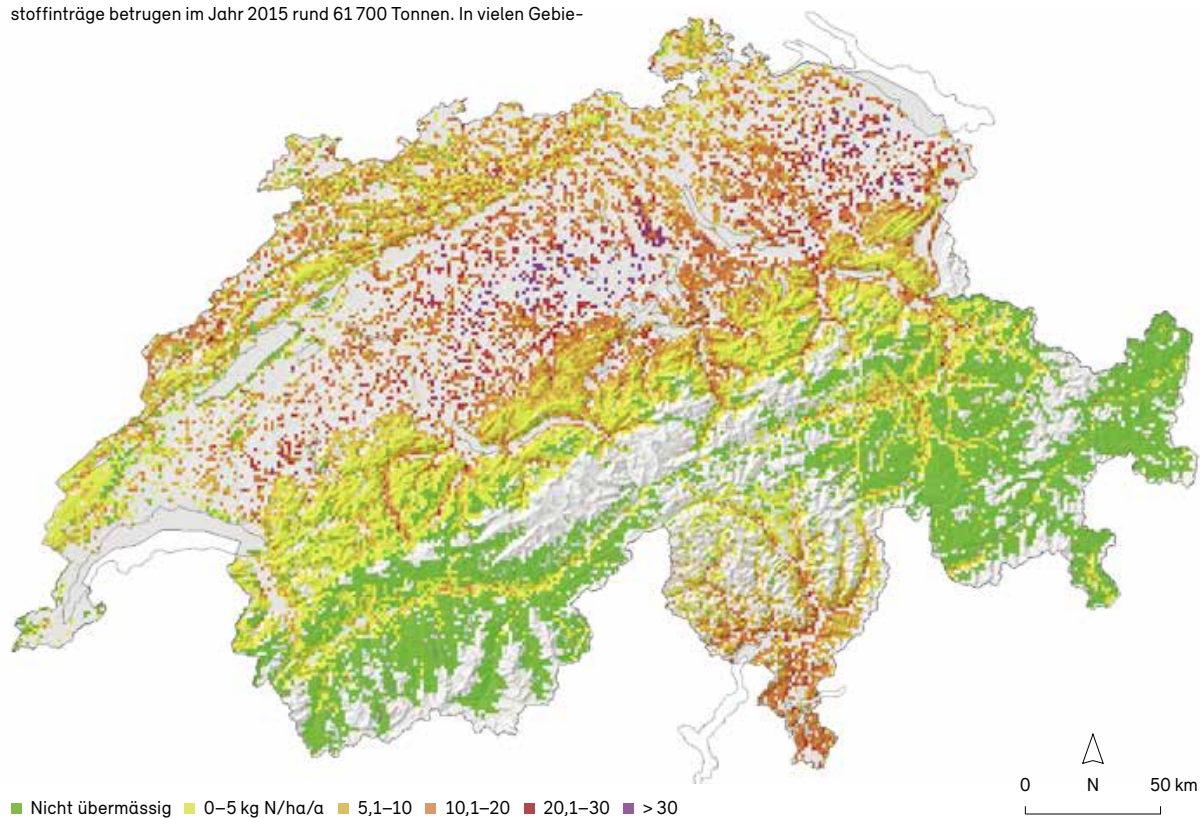 stoffinträge betrugen im Jahr 2015 rund 61 700 Tonnen. In vielen Gebie-
Nicht übermässig 0–5 kg N/ha/a 5,1–10 10,1–20 20,1–30 > 30
0 N 50 km